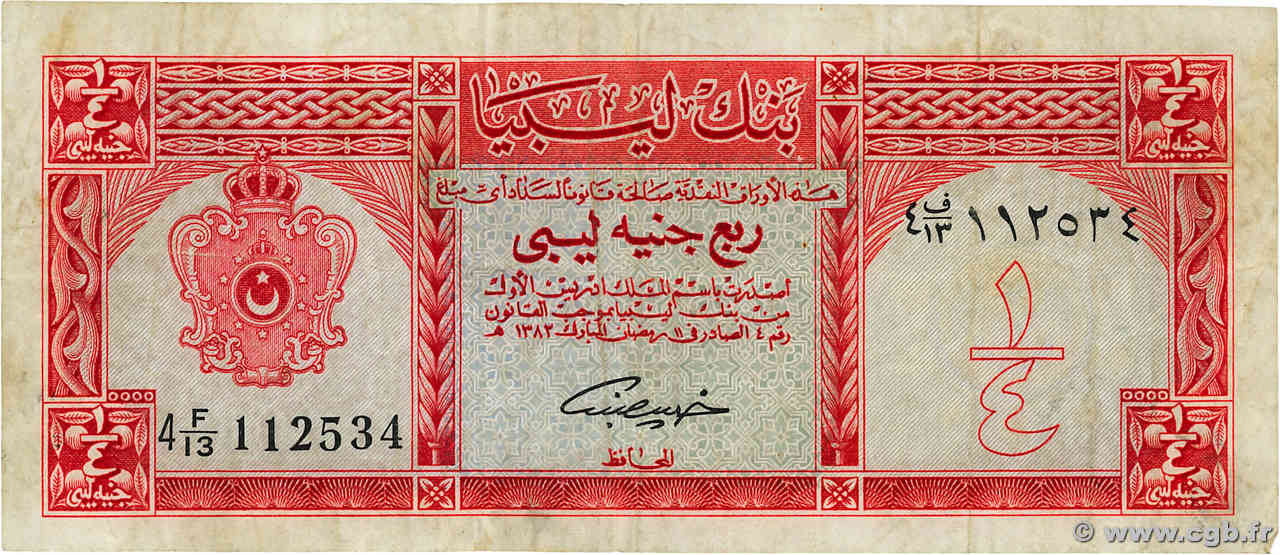 ١/٤ جنيه ليبي
بنك ليبيا
١/٤ جنيه ليبي
هذه الأوراق النقدية صالحة قانوناً لسداد أي مبلغ
ربع جنيه ليبي
٤ ف/١٣ ١١٢٥٣٤
أصدرت باسم الملك ادريس الأول
من بنك ليبيا بموجب القانون
رقم ٤ الصادر في ١١ رمضان المبارك ١٣٨٢ هـ
١/٤
4 F/13 112534
المحافظ
١/٤ جنيه ليبي
١/٤ جنيه ليبي
© www.cgb.fr